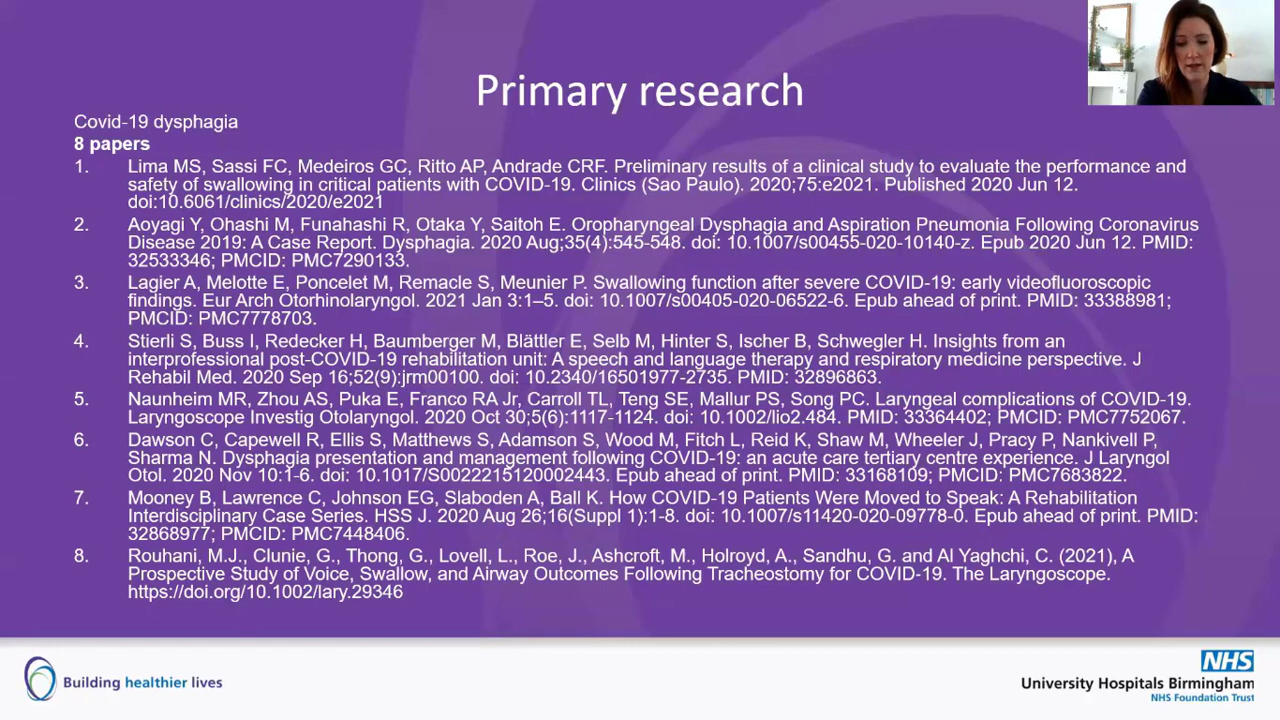 Primary research
Covid-19 dysphagia
8 papers
1. Lima MS, Sassi FC, Medeiros GC, Ritto AP, Andrade CRF. Preliminary results of a clinical study to evaluate the performance and
safety of swallowing in critical patients with COVID-19. Clinics (Sao Paulo). 2020;75:e2021. Published 2020 Jun 12.
doi:10.6061/clinics/2020/e2021
2. Aoyagi Y, Ohashi M, Funahashi R, Otaka Y, Saitoh E. Oropharyngeal Dysphagia and Aspiration Pneumonia Following Coronavirus
Disease 2019: A Case Report. Dysphagia. 2020 Aug;35(4):545-548. doi: 10.1007/s00455-020-10140-z. Epub 2020 Jun 12. PMID:
32533346; PMCID: PMC7290133.
3. Lagier A, Melotte E, Poncelet M, Remacle S, Meunier P. Swallowing function after severe COVID-19: early videofluoroscopic
findings. Eur Arch Otorhinolaryngol. 2021 Jan 3:1–5. doi: 10.1007/s00405-020-06522-6. Epub ahead of print. PMID: 33388981;
PMCID: PMC7778703.
4. Stierli S, Buss I, Redecker H, Baumberger M, Blättler E, Selb M, Hinter S, Ischer B, Schwegler H. Insights from an
interprofessional post-COVID-19 rehabilitation unit: A speech and language therapy and respiratory medicine perspective. J
Rehabil Med. 2020 Sep 16;52(9):jrm00100. doi: 10.2340/16501977-2735. PMID: 32896863.
5. Naunheim MR, Zhou AS, Puka E, Franco RA Jr, Carroll TL, Teng SE, Mallur PS, Song PC. Laryngeal complications of COVID-19.
Laryngoscope Investig Otolaryngol. 2020 Oct 30;5(6):1117-1124. doi: 10.1002/lio2.484. PMID: 33364402; PMCID: PMC7752067.
6. Dawson C, Capewell R, Ellis S, Matthews S, Adamson S, Wood M, Fitch L, Reid K, Shaw M, Wheeler J, Pracy P, Nankivell P,
Sharma N. Dysphagia presentation and management following COVID-19: an acute care tertiary centre experience. J Laryngol
Otol. 2020 Nov 10:1-6. doi: 10.1017/S0022215120002443. Epub ahead of print. PMID: 33168109; PMCID: PMC7683822.
7. Mooney B, Lawrence C, Johnson EG, Slaboden A, Ball K. How COVID-19 Patients Were Moved to Speak: A Rehabilitation
Interdisciplinary Case Series. HSS J. 2020 Aug 26;16(Suppl 1):1-8. doi: 10.1007/s11420-020-09778-0. Epub ahead of print. PMID:
32868977; PMCID: PMC7448406.
8. Rouhani, M.J., Clunie, G., Thong, G., Lovell, L., Roe, J., Ashcroft, M., Holroyd, A., Sandhu, G. and Al Yaghchi, C. (2021), A
Prospective Study of Voice, Swallow, and Airway Outcomes Following Tracheostomy for COVID-19. The Laryngoscope.
https://doi.org/10.1002/lary.29346
Building healthier lives
NHS
University Hospitals Birmingham
NHS Foundation Trust